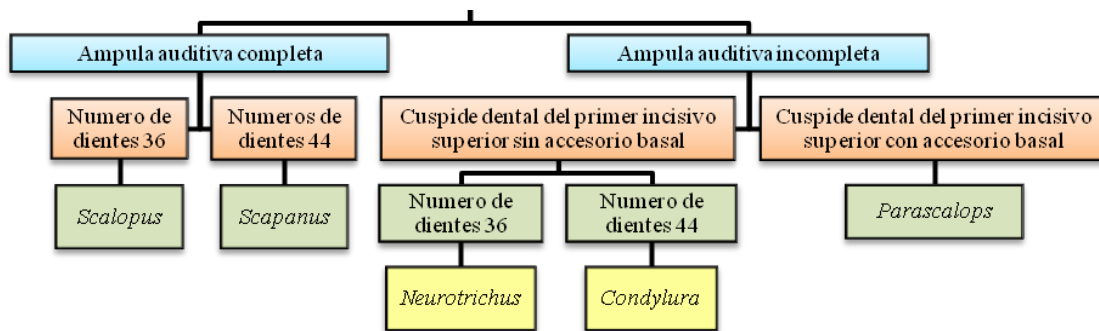 Ampula auditiva completa
Ampula auditiva incompleta
Numero de
dientes 36
Numeros de
dientes 44
Cuspide dental del primer incisivo
superior sin accesorio basal
Cuspide dental del primer incisivo
superior con accesorio basal
Scalopus
Scapanus
Numero de
dientes 36
Numero de
dientes 44
Parascalops
Neurotrichus
Condylura